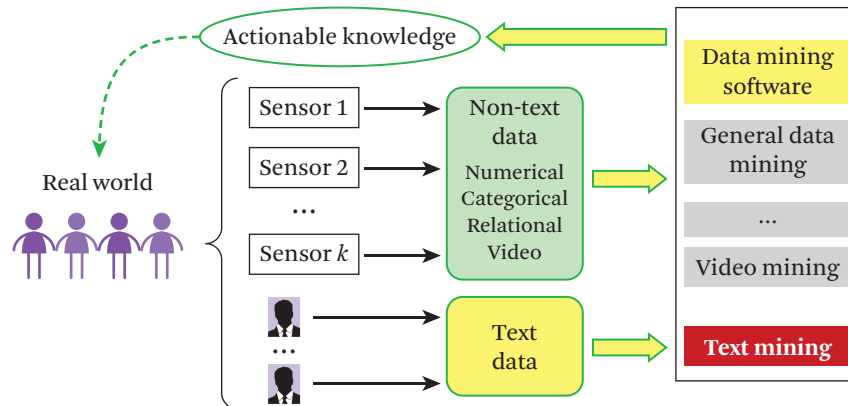 Actionable knowledge
Data mining
software
Sensor 1
Non-text
data
General data
mining
Real world
Sensor 2
Numerical
Categorical
Relational
Video
...
...
Sensor k
Video mining
Text
data
...
Text mining